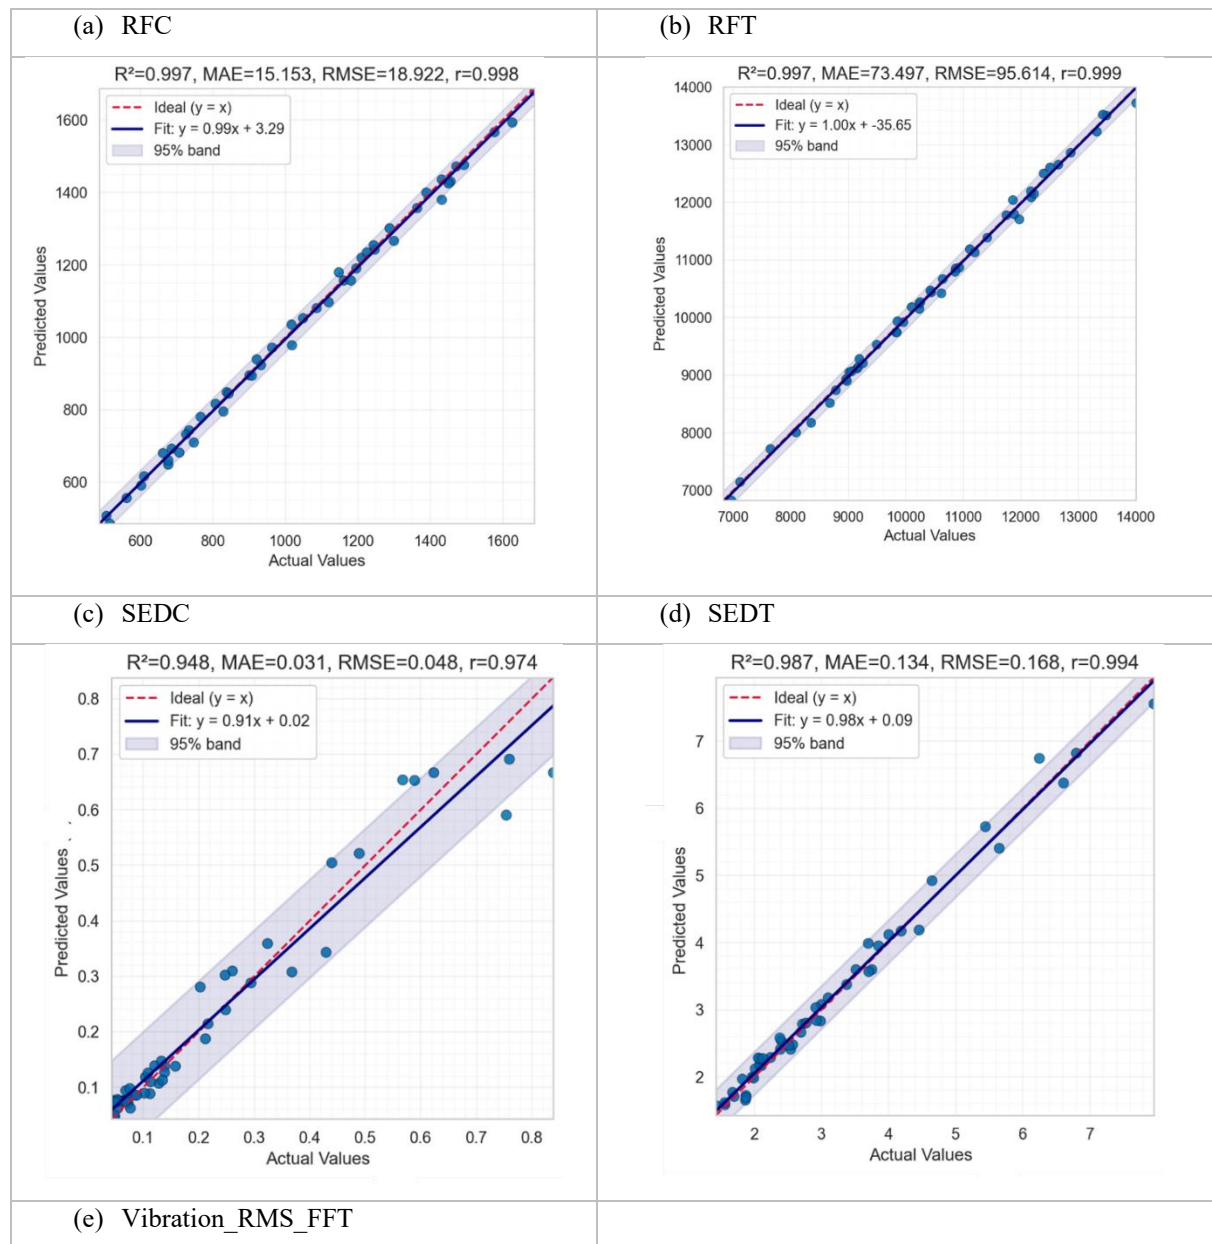 (a) RFC
(b) RFT
R²=0.997, MAE=15.153, RMSE=18.922, r=0.998
Ideal (y = x)
Fit: y = 0.99x + 3.29
95% band
1600
1400
1200
1000
800
600
Predicted Values
600 800 1000 1200 1400 1600
Actual Values
R²=0.997, MAE=73.497, RMSE=95.614, r=0.999
Ideal (y = x)
Fit: y = 1.00x + -35.65
95% band
14000
13000
12000
11000
10000
9000
8000
7000
Predicted Values
7000 8000 9000 10000 11000 12000 13000 14000
Actual Values
(c) SEDC
(d) SEDT
R²=0.948, MAE=0.031, RMSE=0.048, r=0.974
Ideal (y = x)
Fit: y = 0.91x + 0.02
95% band
0.8
0.7
0.6
0.5
0.4
0.3
0.2
0.1
Predicted Values
0.1 0.2 0.3 0.4 0.5 0.6 0.7 0.8
Actual Values
R²=0.987, MAE=0.134, RMSE=0.168, r=0.994
Ideal (y = x)
Fit: y = 0.98x + 0.09
95% band
7
6
5
4
3
2
Predicted Values
2 3 4 5 6 7
Actual Values
(e) Vibration_RMS_FFT